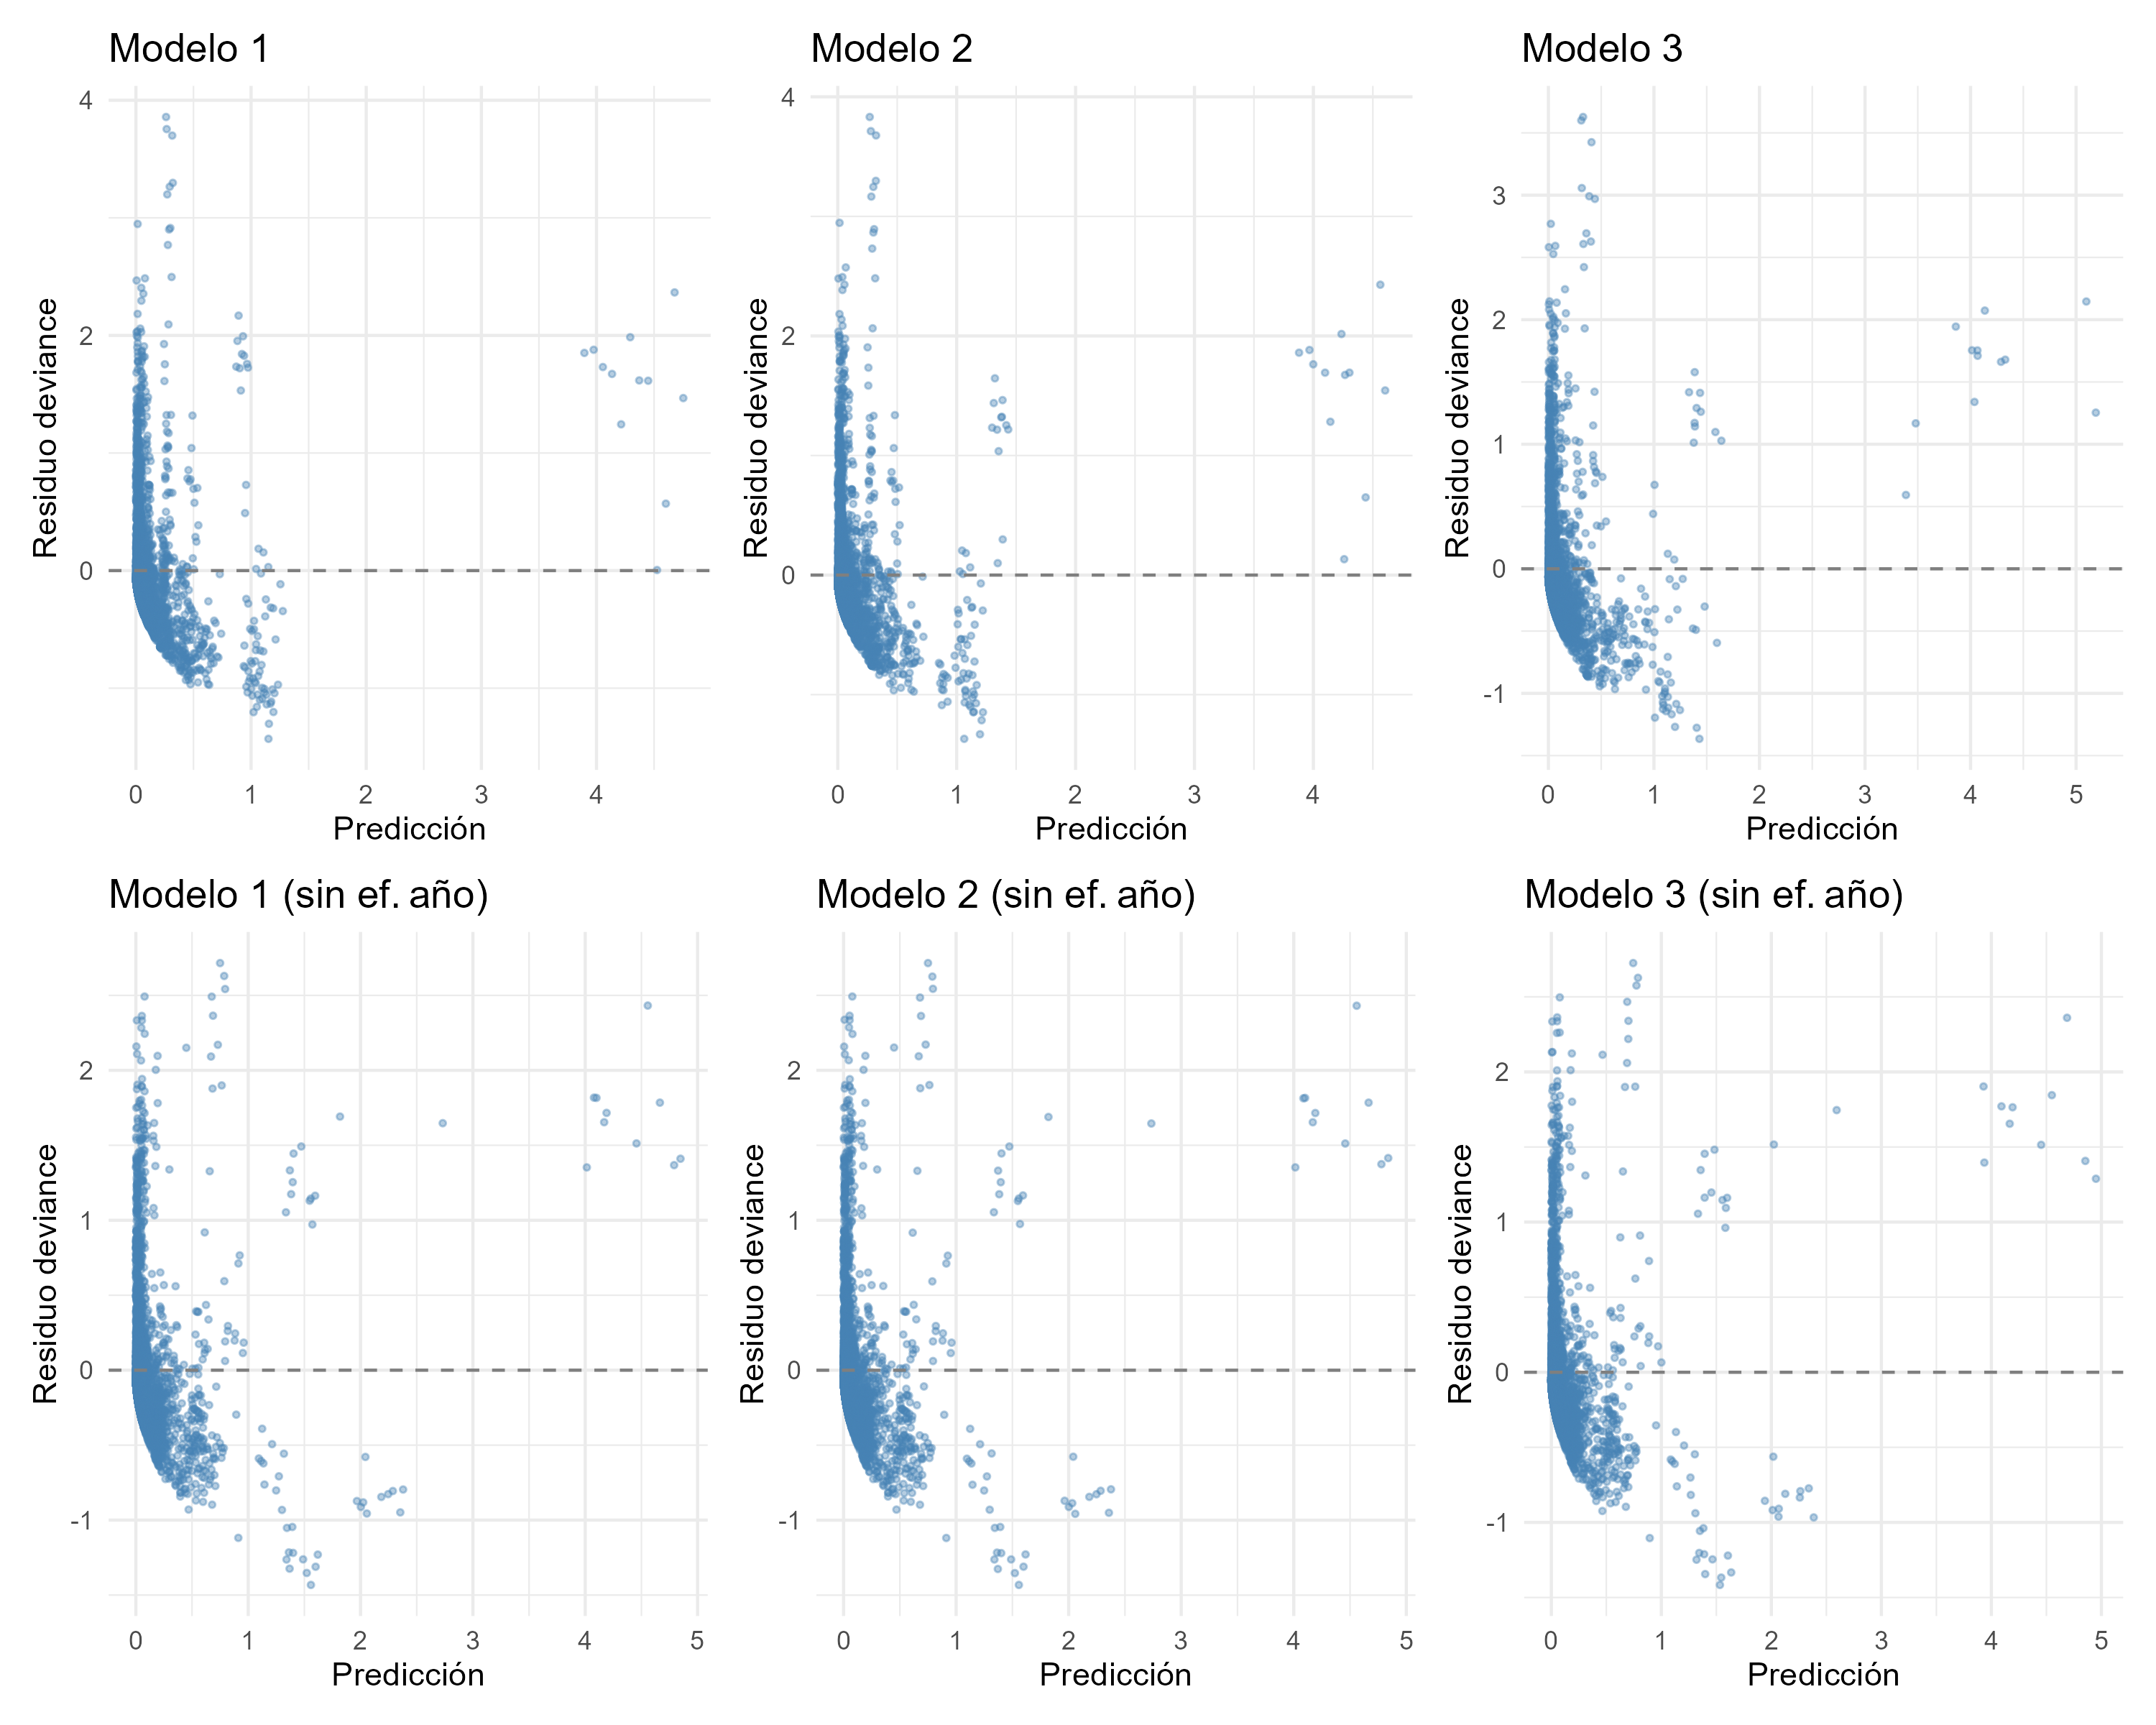 Modelo 1
Modelo 2
Modelo 3
Residuo deviance
4
2
0
0 1 2 3 4
Predicción
Residuo deviance
4
2
0
0 1 2 3 4
Predicción
Residuo deviance
3
2
1
0
-1
0 1 2 3 4 5
Predicción
Modelo 1 (sin ef. año)
Modelo 2 (sin ef. año)
Modelo 3 (sin ef. año)
Residuo deviance
2
1
0
-1
0 1 2 3 4 5
Predicción
Residuo deviance
2
1
0
-1
0 1 2 3 4 5
Predicción
Residuo deviance
2
1
0
-1
0 1 2 3 4 5
Predicción